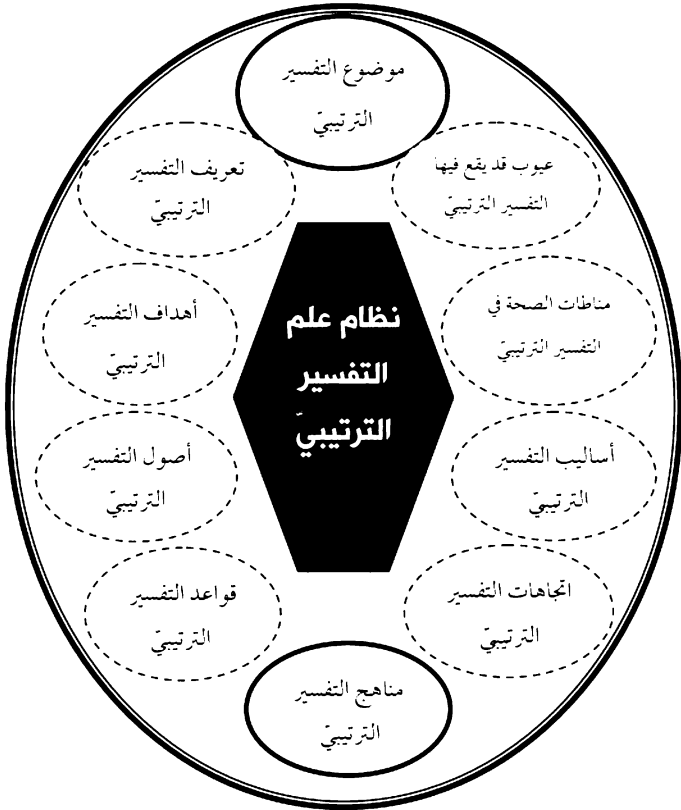 موضوع التفسير
الترتيبيّ
عيوب قد يقع فيها
التفسير الترتيبيّ
تعريف التفسير
الترتيبيّ
مناطات الصحة في
التفسير الترتيبيّ
أهداف التفسير
الترتيبيّ
نظام علم
التفسير
الترتيبيّ
أساليب التفسير
الترتيبيّ
أصول التفسير
الترتيبيّ
اتجاهات التفسير
الترتيبيّ
قواعد التفسير
الترتيبيّ
مناهج التفسير
الترتيبيّ